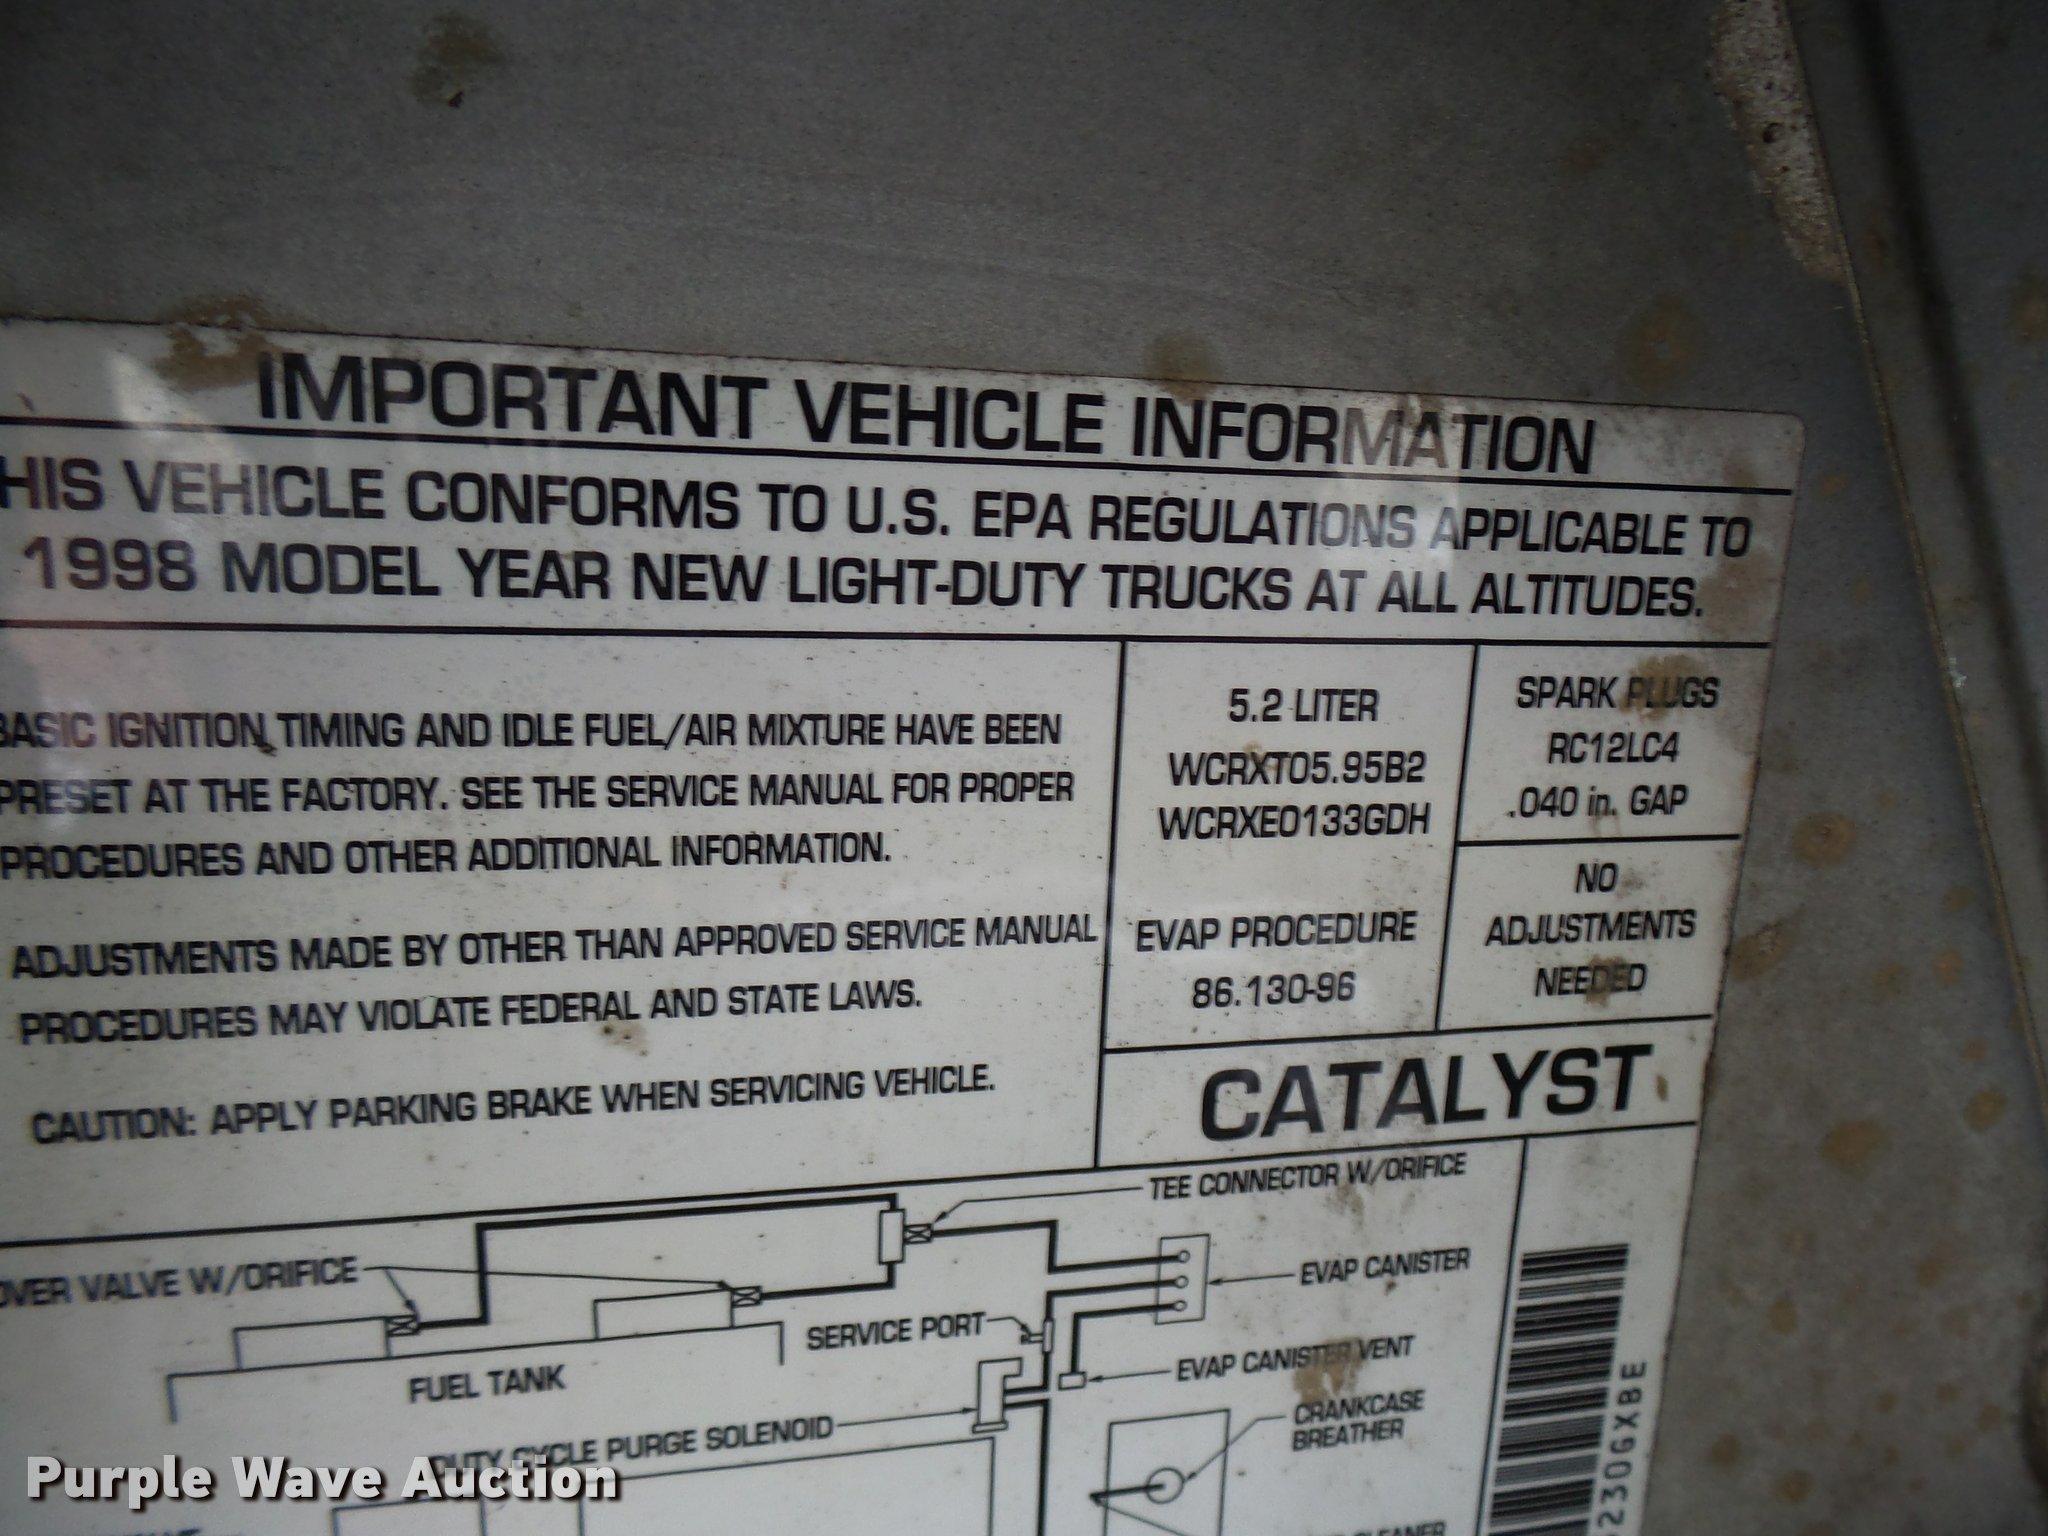 IMPORTANT VEHICLE INFORMATION
HIS VEHICLE CONFORMS TO U.S. EPA REGULATIONS APPLICABLE TO
1998 MODEL YEAR NEW LIGHT-DUTY TRUCKS AT ALL ALTITUDES.
BASIC IGNITION TIMING AND IDLE FUEL/AIR MIXTURE HAVE BEEN
PRESET AT THE FACTORY. SEE THE SERVICE MANUAL FOR PROPER
PROCEDURES AND OTHER ADDITIONAL INFORMATION.
ADJUSTMENTS MADE BY OTHER THAN APPROVED SERVICE MANUAL
PROCEDURES MAY VIOLATE FEDERAL AND STATE LAWS.
CAUTION: APPLY PARKING BRAKE WHEN SERVICING VEHICLE.
5.2 LITER
WCRXT05.95B2
WCRXE0133GDH
EVAP PROCEDURE
86.130-96
SPARK PLUGS
RC12LC4
.040 in. GAP
NO
ADJUSTMENTS
NEEDED
CATALYST
TEE CONNECTOR W/ORIFICE
OVER VALVE W/ORIFICE
EVAP CANISTER
SERVICE PORT
EVAP CANISTER VENT
FUEL TANK
CRANKCASE
BREATHER
DUTY CYCLE PURGE SOLENOID
CLEANER
0230GXBE
Purple Wave Auction